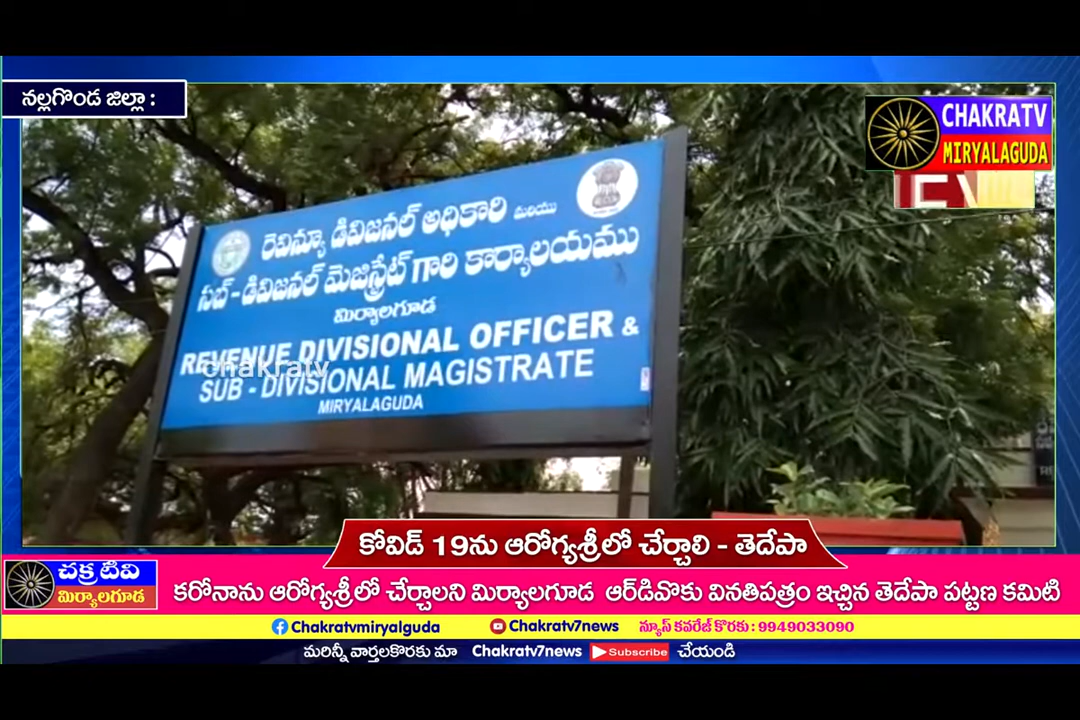 నల్లగొండ జిల్లా :
CHAKRATV
MIRYALAGUDA
రెవిన్యూ డివిజనల్ అధికారి మరియు
సబ్ - డివిజనల్ మెజిస్ట్రేట్ గారి కార్యాలయము
మిర్యాలగూడ
REVENUE DIVISIONAL OFFICER &
SUB - DIVISIONAL MAGISTRATE
MIRYALAGUDA
chakratv
కోవిడ్ 19ను ఆరోగ్యశ్రీలో చేర్చాలి - తెదేపా
చక్రటివి
మిర్యాలగూడ
కరోనాను ఆరోగ్యశ్రీలో చేర్చాలని మిర్యాలగూడ ఆర్‌డివొకు వినతిపత్రం ఇచ్చిన తెదేపా పట్టణ కమిటి
Chakratvmiryalguda Chakratv7news న్యూస్ కవరేజ్ కొరకు : 9949033090
మరిన్నీ వార్తలకొరకు మా Chakratv7news Subscribe చేయండి